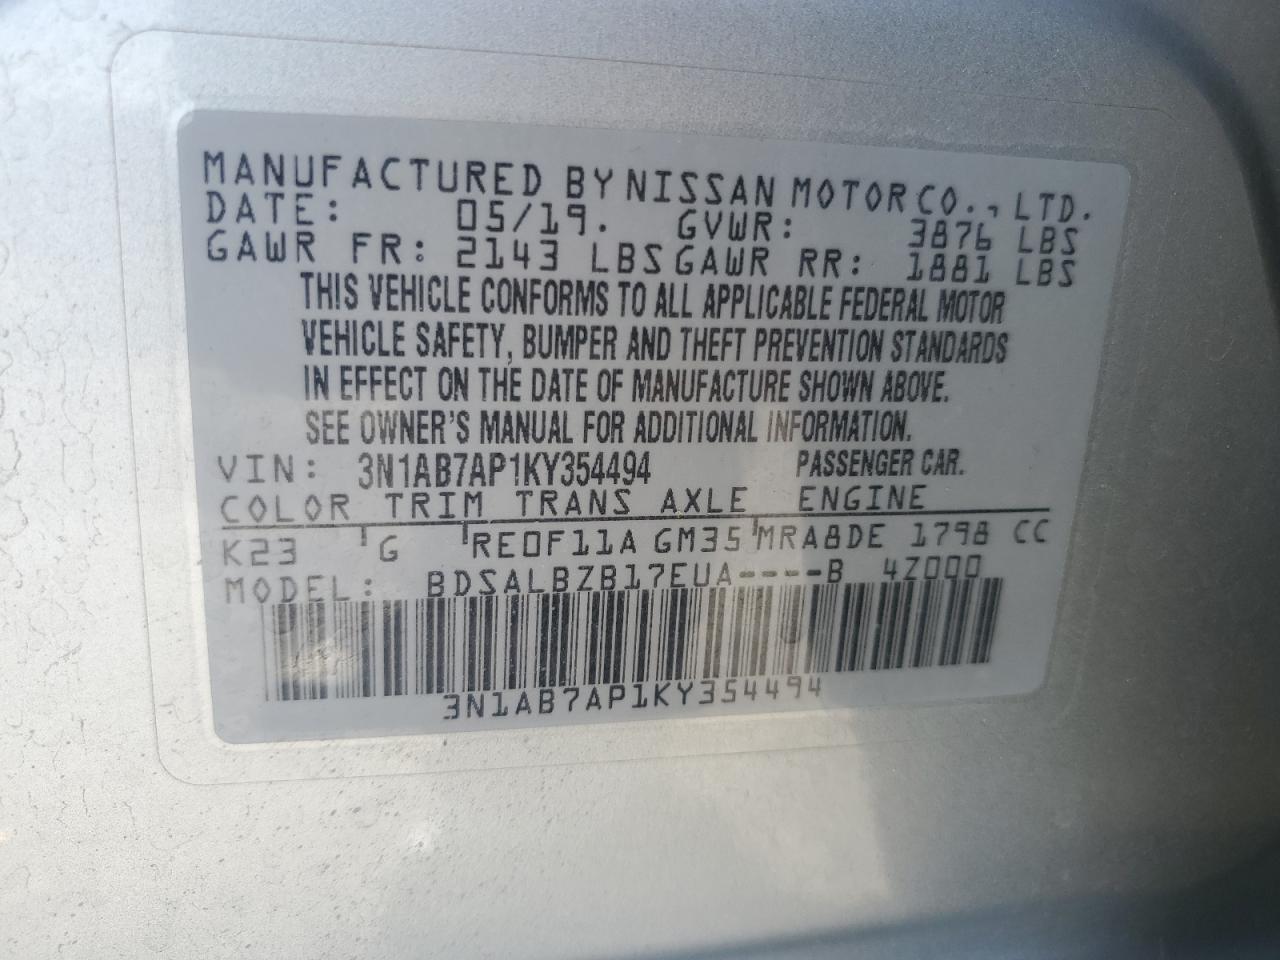 MANUFACTURED BY NISSAN MOTOR CO., LTD.
DATE: 05/19. GVWR: 3876 LBS
GAWR FR: 2143 LBS GAWR RR: 1881 LBS
THIS VEHICLE CONFORMS TO ALL APPLICABLE FEDERAL MOTOR
VEHICLE SAFETY, BUMPER AND THEFT PREVENTION STANDARDS
IN EFFECT ON THE DATE OF MANUFACTURE SHOWN ABOVE.
SEE OWNER'S MANUAL FOR ADDITIONAL INFORMATION.
VIN: 3N1AB7AP1KY354494 PASSENGER CAR.
COLOR TRIM TRANS AXLE ENGINE
K23 G RE0F11A GM35 MRA8DE 1798 CC
MODEL: BDSALBZB17EUA----B 4Z000
3N1AB7AP1KY354494